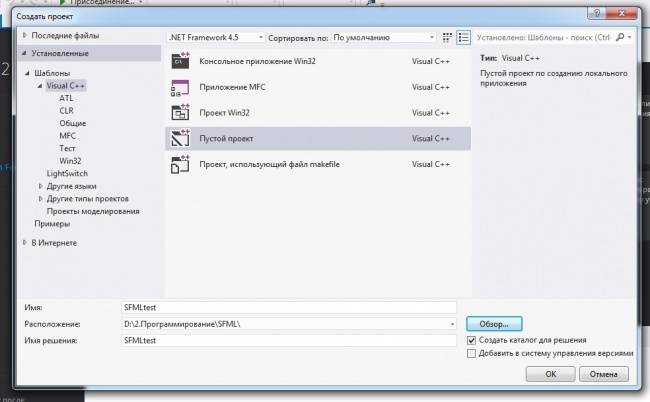 Присоединение...
Создать проект
Последние файлы
.NET Framework 4.5
Сортировать по:
По умолчанию
Установлено: Шаблоны - поиск (Ctrl-
Установленные
Шаблоны
Visual C++
ATL
CLR
Общие
MFC
Тест
Win32
LightSwitch
Другие языки
Другие типы проектов
Проекты моделирования
Примеры
В Интернете
Консольное приложение Win32 Visual C++
Приложение MFC Visual C++
Проект Win32 Visual C++
Пустой проект Visual C++
Проект, использующий файл makefile Visual C++
Тип: Visual C++
Пустой проект по созданию локального
приложения
Имя: SFMLtest
Расположение: D:\2.Программирование\SFML\
Обзор...
Имя решения: SFMLtest
Создать каталог для решения
Добавить в систему управления версиями
OK
Отмена
после